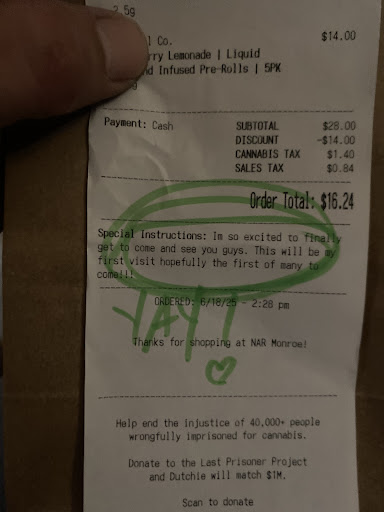 2.5g
l Co. $14.00
rry Lemonade | Liquid
d Infused Pre-Rolls | 5PK
g
Payment: Cash SUBTOTAL $28.00
DISCOUNT -$14.00
CANNABIS TAX $1.40
SALES TAX $0.84
Order Total: $16.24
Special Instructions: Im so excited to finally
get to come and see you guys. This will be my
first visit hopefully the first of many to
come!!!
ORDERED: 6/18/25 - 2:28 pm
YAY!
Thanks for shopping at NAR Monroe!
Help end the injustice of 40,000+ people
wrongfully imprisoned for cannabis.
Donate to the Last Prisoner Project
and Dutchie will match $1M.
Scan to donate